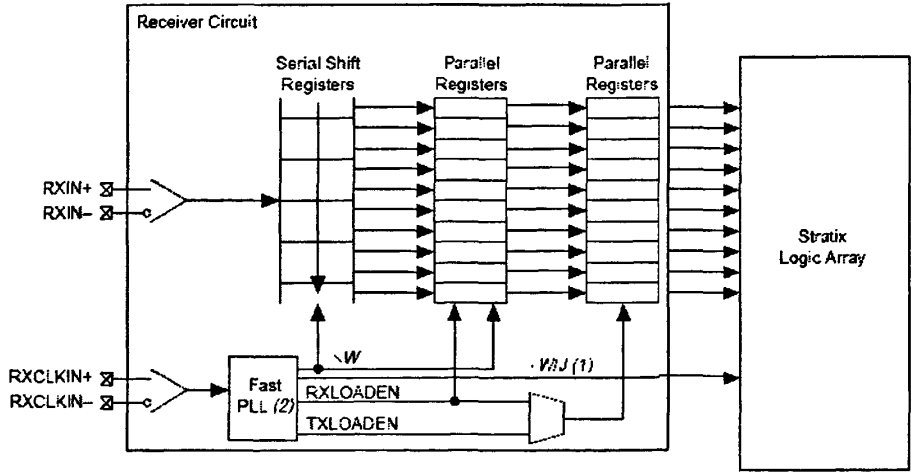 Receiver Circuit
Serial Shift
Registers
Parallel
Registers
Parallel
Registers
RXIN+
RXIN–
Stratix
Logic Array
×W
·W/J (1)
RXCLKIN+
RXCLKIN–
Fast
PLL (2)
RXLOADEN
TXLOADEN